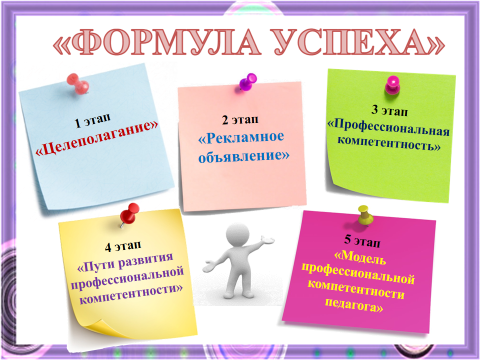 «ФОРМУЛА УСПЕХА»
1 этап
«Целеполагание»
2 этап
«Рекламное
объявление»
3 этап
«Профессиональная
компетентность»
4 этап
«Пути развития
профессиональной
компетентности»
5 этап
«Модель
профессиональной
компетентности
педагога»